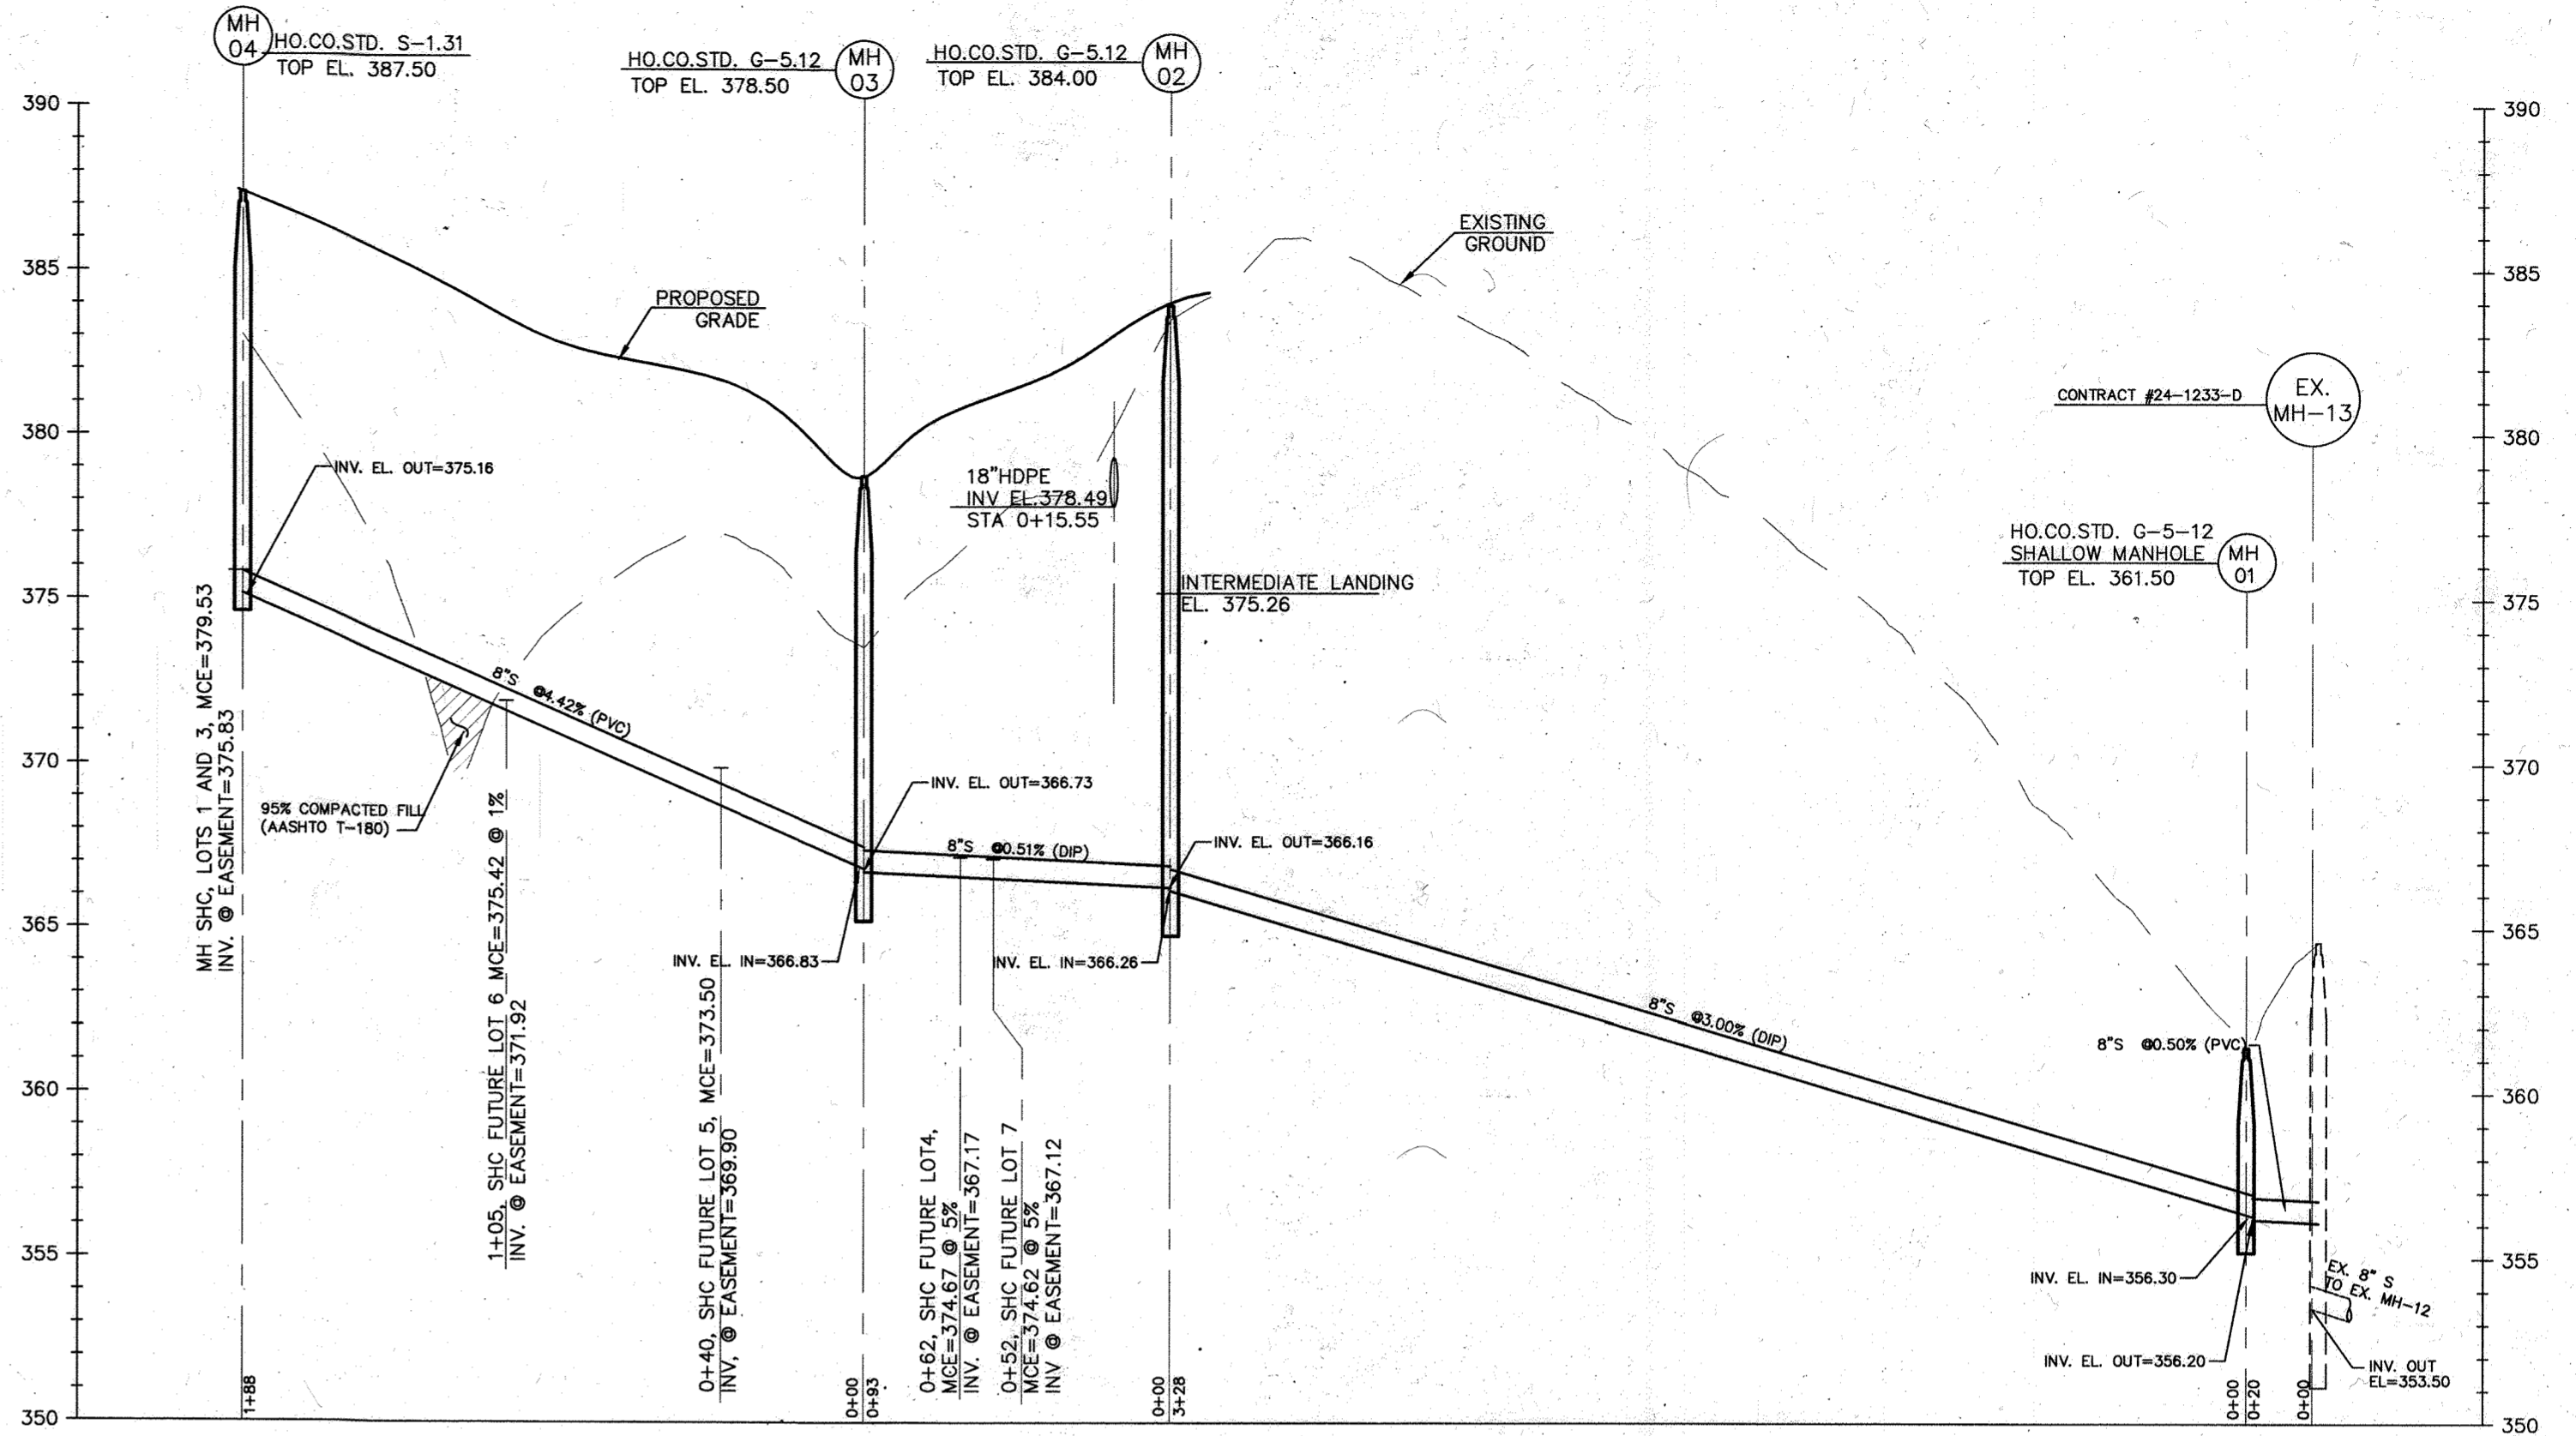 MH
04
HO.CO.STD. S-1.31
TOP EL. 387.50
HO.CO.STD. G-5.12
TOP EL. 378.50
MH
03
HO.CO.STD. G-5.12
TOP EL. 384.00
MH
02
390
385
380
375
370
365
360
355
350
390
385
380
375
370
365
360
355
350
PROPOSED
GRADE
EXISTING
GROUND
CONTRACT #24-1233-D
EX.
MH-13
INV. EL. OUT=375.16
18"HDPE
INV EL.378.49
STA 0+15.55
INTERMEDIATE LANDING
EL. 375.26
HO.CO.STD. G-5-12
SHALLOW MANHOLE
TOP EL. 361.50
MH
01
8"S @4.42% (PVC)
95% COMPACTED FILL
(AASHTO T-180)
INV. EL. OUT=366.73
8"S @0.51% (DIP)
INV. EL. OUT=366.16
INV. EL. IN=366.83
INV. EL. IN=366.26
8"S @3.00% (DIP)
8"S @0.50% (PVC)
INV. EL. IN=356.30
INV. EL. OUT=356.20
EX. 8" S
TO EX. MH-12
INV. OUT
EL=353.50
MH SHC, LOTS 1 AND 3, MCE=379.53
INV. @ EASEMENT=375.83
1+05, SHC FUTURE LOT 6 MCE=375.42 @ 1%
INV. @ EASEMENT=371.92
0+40, SHC FUTURE LOT 5, MCE=373.50
INV, @ EASEMENT=369.90
0+62, SHC FUTURE LOT4,
MCE=374.67 @ 5%
INV. @ EASEMENT=367.17
0+52, SHC FUTURE LOT 7
MCE=374.62 @ 5%
INV @ EASEMENT=367.12
1+88
0+00
0+93
0+00
3+28
0+00
0+20
0+00